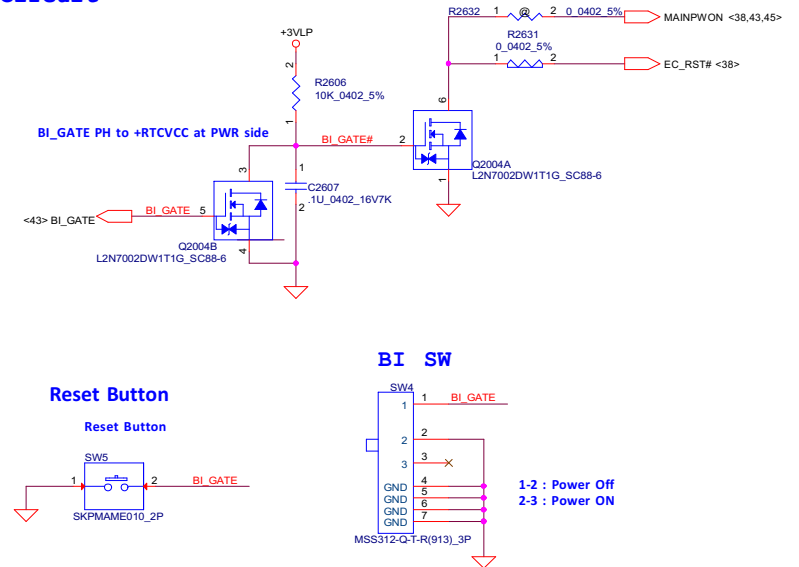 R2632 1 @ 2 0_0402_5% MAINPWON <38,43,45>
+3VLP
R2631
0_0402_5%
1 2 EC_RST# <38>
2
R2606
10K_0402_5%
1
6
BI_GATE PH to +RTCVCC at PWR side
BI_GATE# 2
Q2004A
L2N7002DW1T1G_SC88-6
1
3
1
C2607
.1U_0402_16V7K
2
<43> BI_GATE BI_GATE 5
4
Q2004B
L2N7002DW1T1G_SC88-6
BI SW
Reset Button
Reset Button
SW4
1 1 BI_GATE
2 2
3 3
GND 4
GND 5
GND 6
GND 7
MSS312-Q-T-R(913)_3P
1-2 : Power Off
2-3 : Power ON
SW5
1 2 BI_GATE
SKPMAME010_2P